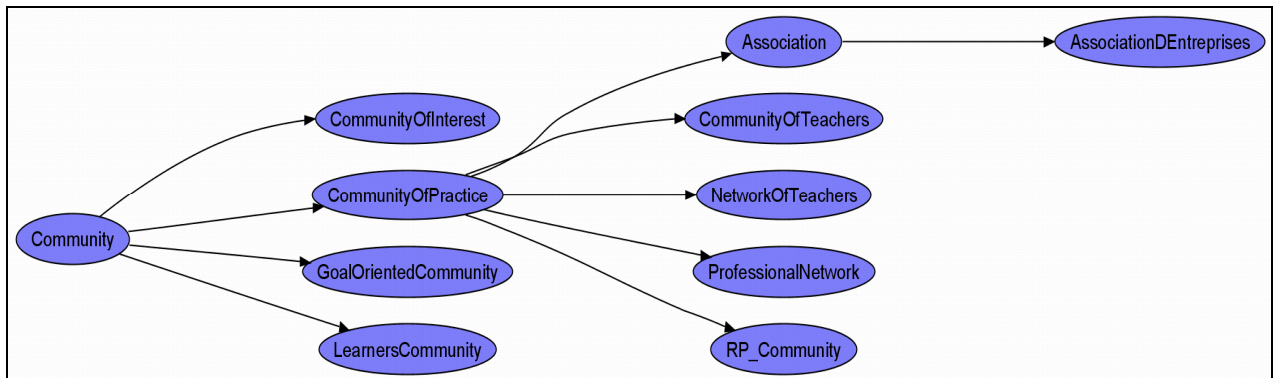 Association
AssociationDEntreprises
CommunityOfInterest
CommunityOfTeachers
CommunityOfPractice
NetworkOfTeachers
Community
GoalOrientedCommunity
ProfessionalNetwork
LearnersCommunity
RP_Community